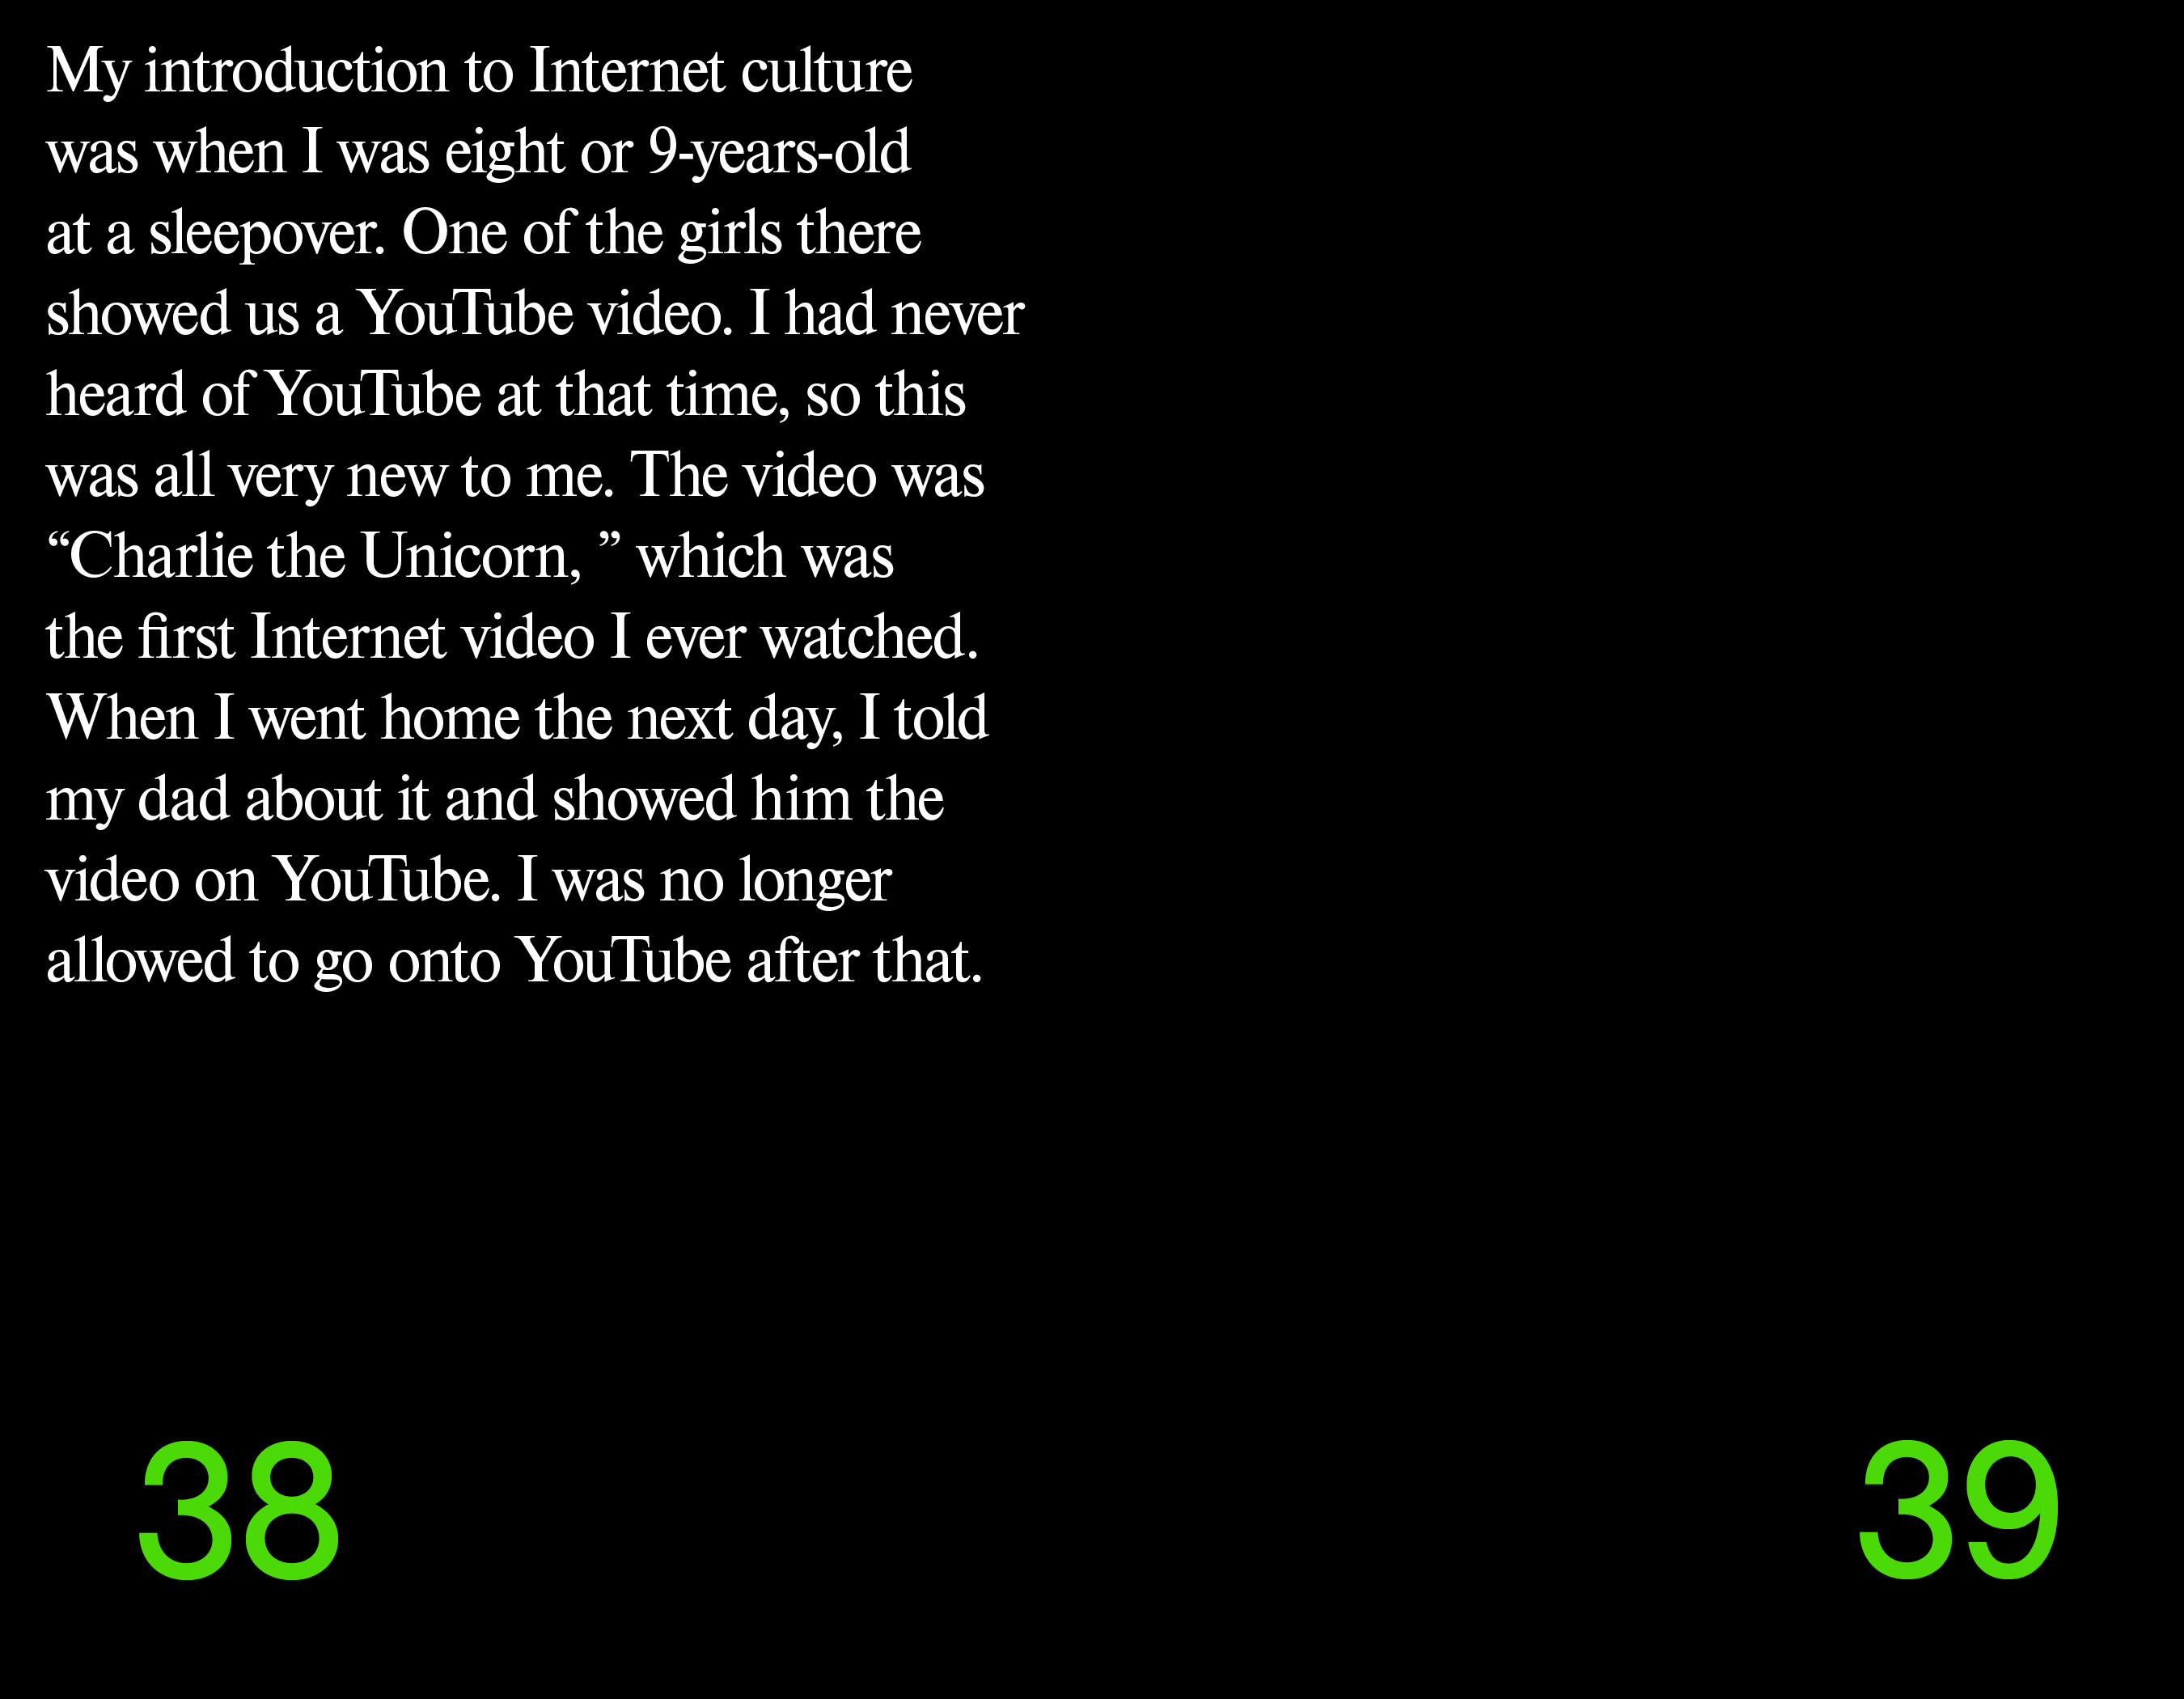 My introduction to Internet culture
was when I was eight or 9-years-old
at a sleepover. One of the girls there
showed us a YouTube video. I had never
heard of YouTube at that time, so this
was all very new to me. The video was
“Charlie the Unicorn, ” which was
the first Internet video I ever watched.
When I went home the next day, I told
my dad about it and showed him the
video on YouTube. I was no longer
allowed to go onto YouTube after that.
38
39